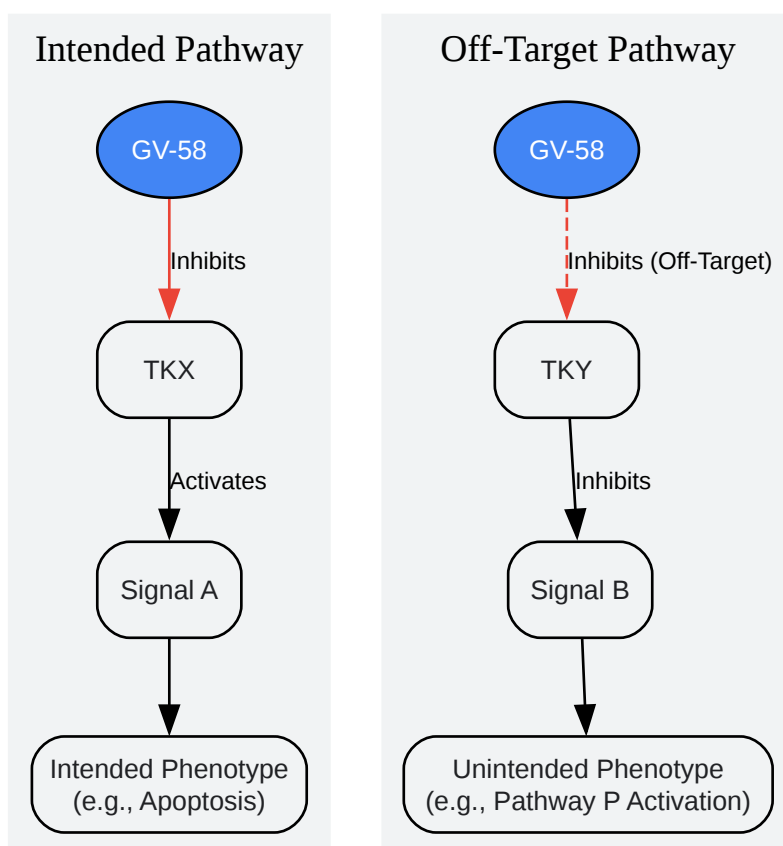 Intended Pathway
GV-58
Inhibits
TKX
Activates
Signal A
Intended Phenotype
(e.g., Apoptosis)
Off-Target Pathway
GV-58
Inhibits (Off-Target)
TKY
Inhibits
Signal B
Unintended Phenotype
(e.g., Pathway P Activation)